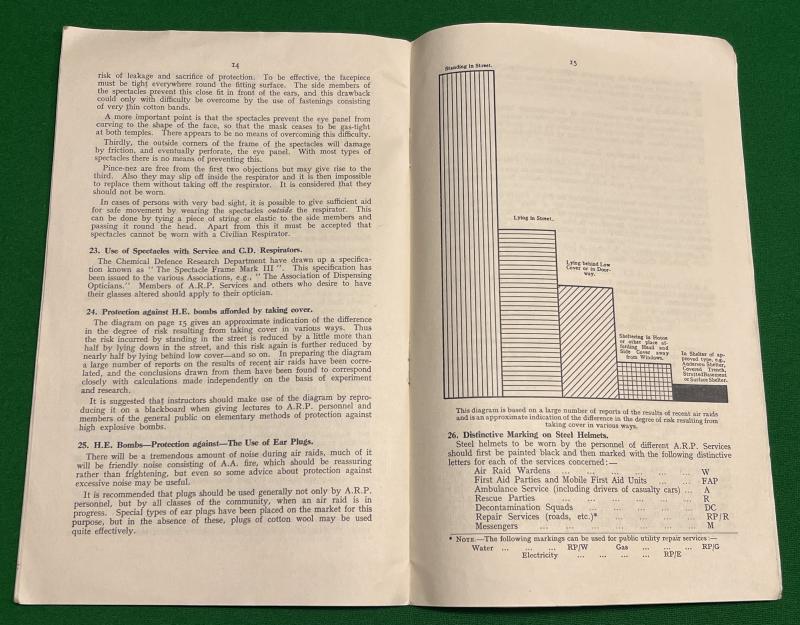 14
risk of leakage and sacrifice of protection. To be effective, the facepiece
must be tight everywhere round the fitting surface. The side members of
the spectacles prevent this close fit in front of the ears, and this drawback
could only with difficulty be overcome by the use of fastenings consisting
of very thin cotton bands.
A more important point is that the spectacles prevent the eye panel from
curving to the shape of the face, so that the mask ceases to be gas-tight
at both temples. There appears to be no means of overcoming this difficulty.
Thirdly, the outside corners of the frame of the spectacles will damage
by friction, and eventually perforate, the eye panel. With most types of
spectacles there is no means of preventing this.
Pince-nez are free from the first two objections but may give rise to the
third. Also they may slip off inside the respirator and it is then impossible
to replace them without taking off the respirator. It is considered that they
should not be worn.
In cases of persons with very bad sight, it is possible to give sufficient aid
for safe movement by wearing the spectacles outside the respirator. This
can be done by tying a piece of string or elastic to the side members and
passing it round the head. Apart from this it must be accepted that
spectacles cannot be worn with a Civilian Respirator.
23. Use of Spectacles with Service and C.D. Respirators.
The Chemical Defence Research Department have drawn up a specifica-
tion known as " The Spectacle Frame Mark III ". This specification has
been issued to the various Associations, e.g., " The Association of Dispensing
Opticians." Members of A.R.P. Services and others who desire to have
their glasses altered should apply to their optician.
24. Protection against H.E. bombs afforded by taking cover.
The diagram on page 15 gives an approximate indication of the difference
in the degree of risk resulting from taking cover in various ways. Thus
the risk incurred by standing in the street is reduced by a little more than
half by lying down in the street, and this risk again is further reduced by
nearly half by lying behind low cover—and so on. In preparing the diagram
a large number of reports on the results of recent air raids have been corre-
lated, and the conclusions drawn from them have been found to correspond
closely with calculations made independently on the basis of experiment
and research.
It is suggested that instructors should make use of the diagram by repro-
ducing it on a blackboard when giving lectures to A.R.P. personnel and
members of the general public on elementary methods of protection against
high explosive bombs.
25. H.E. Bombs—Protection against—The Use of Ear Plugs.
There will be a tremendous amount of noise during air raids, much of it
will be friendly noise consisting of A.A. fire, which should be reassuring
rather than frightening, but even so some advice about protection against
excessive noise may be useful.
It is recommended that plugs should be used generally not only by A.R.P.
personnel, but by all classes of the community, when an air raid is in
progress. Special types of ear plugs have been placed on the market for this
purpose, but in the absence of these, plugs of cotton wool may be used
quite effectively.
15
Standing in Street.
Lying in Street.
Lying behind Low
Cover or in Door-
way.
Sheltering in House
or other place af-
fording Head and
Side Cover away
from Windows.
In Shelter of ap-
proved type, e.g.,
Anderson Shelter,
Covered Trench,
Strutted Basement
or Surface Shelter.
This diagram is based on a large number of reports of the results of recent air raids
and is an approximate indication of the difference in the degree of risk resulting from
taking cover in various ways.
26. Distinctive Marking on Steel Helmets.
Steel helmets to be worn by the personnel of different A.R.P. Services
should first be painted black and then marked with the following distinctive
letters for each of the services concerned:—
Air Raid Wardens ... ... ... ... ... ... W
First Aid Parties and Mobile First Aid Units ... ... ... FAP
Ambulance Service (including drivers of casualty cars) ... A
Rescue Parties ... ... ... ... ... ... R
Decontamination Squads ... ... ... ... ... DC
Repair Services (roads, etc.)* ... ... ... ... RP/R
Messengers ... ... ... ... ... ... M
* NOTE.—The following markings can be used for public utility repair services:—
Water ... ... ... RP/W Gas ... ... ... RP/G
Electricity ... ... ... ... RP/E